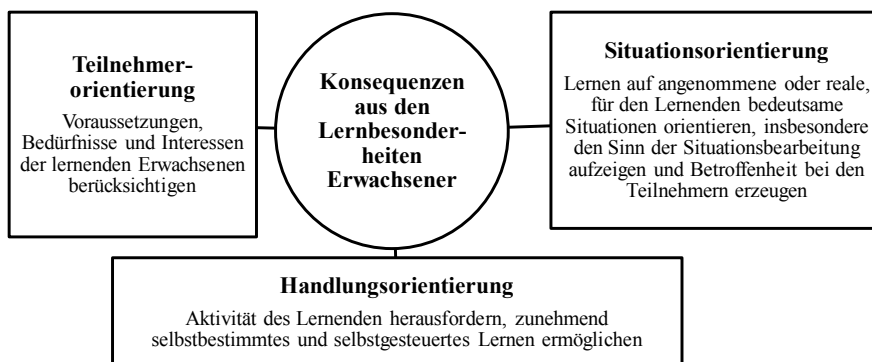 Teilnehmer-
orientierung
Voraussetzungen,
Bedürfnisse und Interessen
der lernenden Erwachsenen
berücksichtigen
Konsequenzen
aus den
Lernbesonder-
heiten
Erwachsener
Situationsorientierung
Lernen auf angenommene oder reale,
für den Lernenden bedeutsame
Situationen orientieren, insbesondere
den Sinn der Situationsbearbeitung
aufzeigen und Betroffenheit bei den
Teilnehmern erzeugen
Handlungsorientierung
Aktivität des Lernenden herausfordern, zunehmend
selbstbestimmtes und selbstgesteuertes Lernen ermöglichen